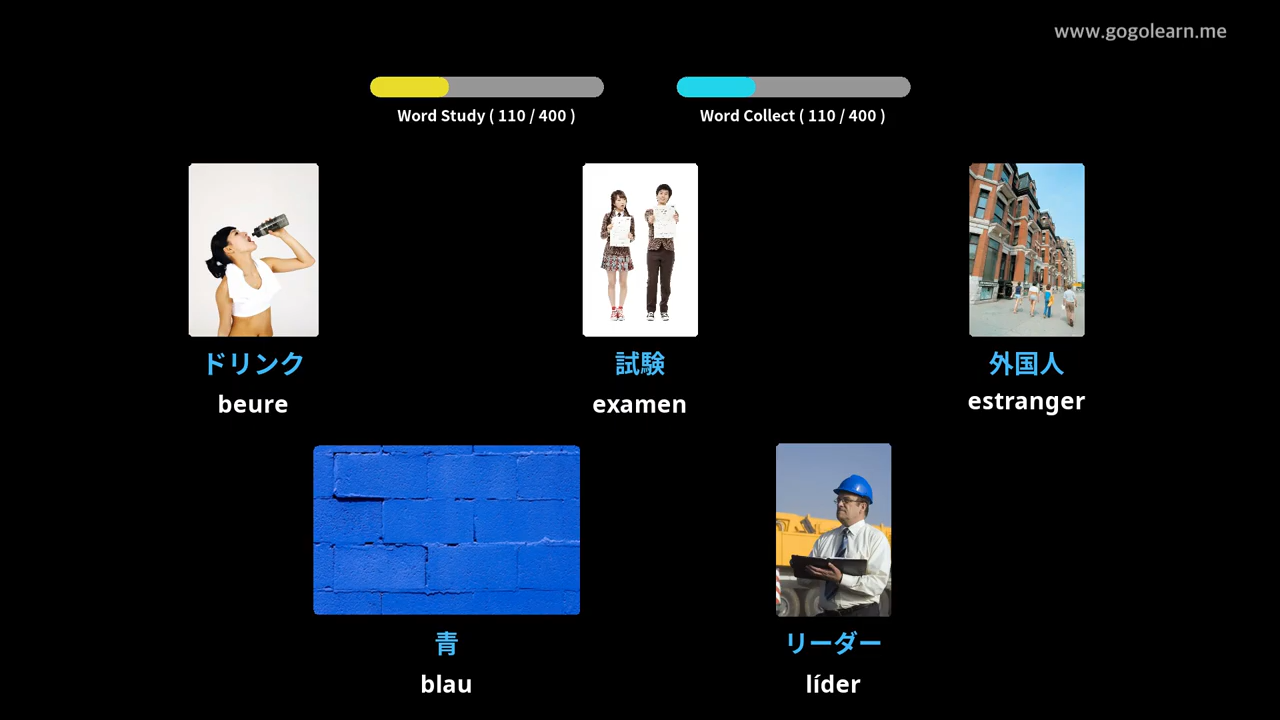 www.gogolearn.me
Word Study ( 110 / 400 )
Word Collect ( 110 / 400 )
ドリンク
beure
試験
examen
外国人
estranger
青
blau
リーダー
líder